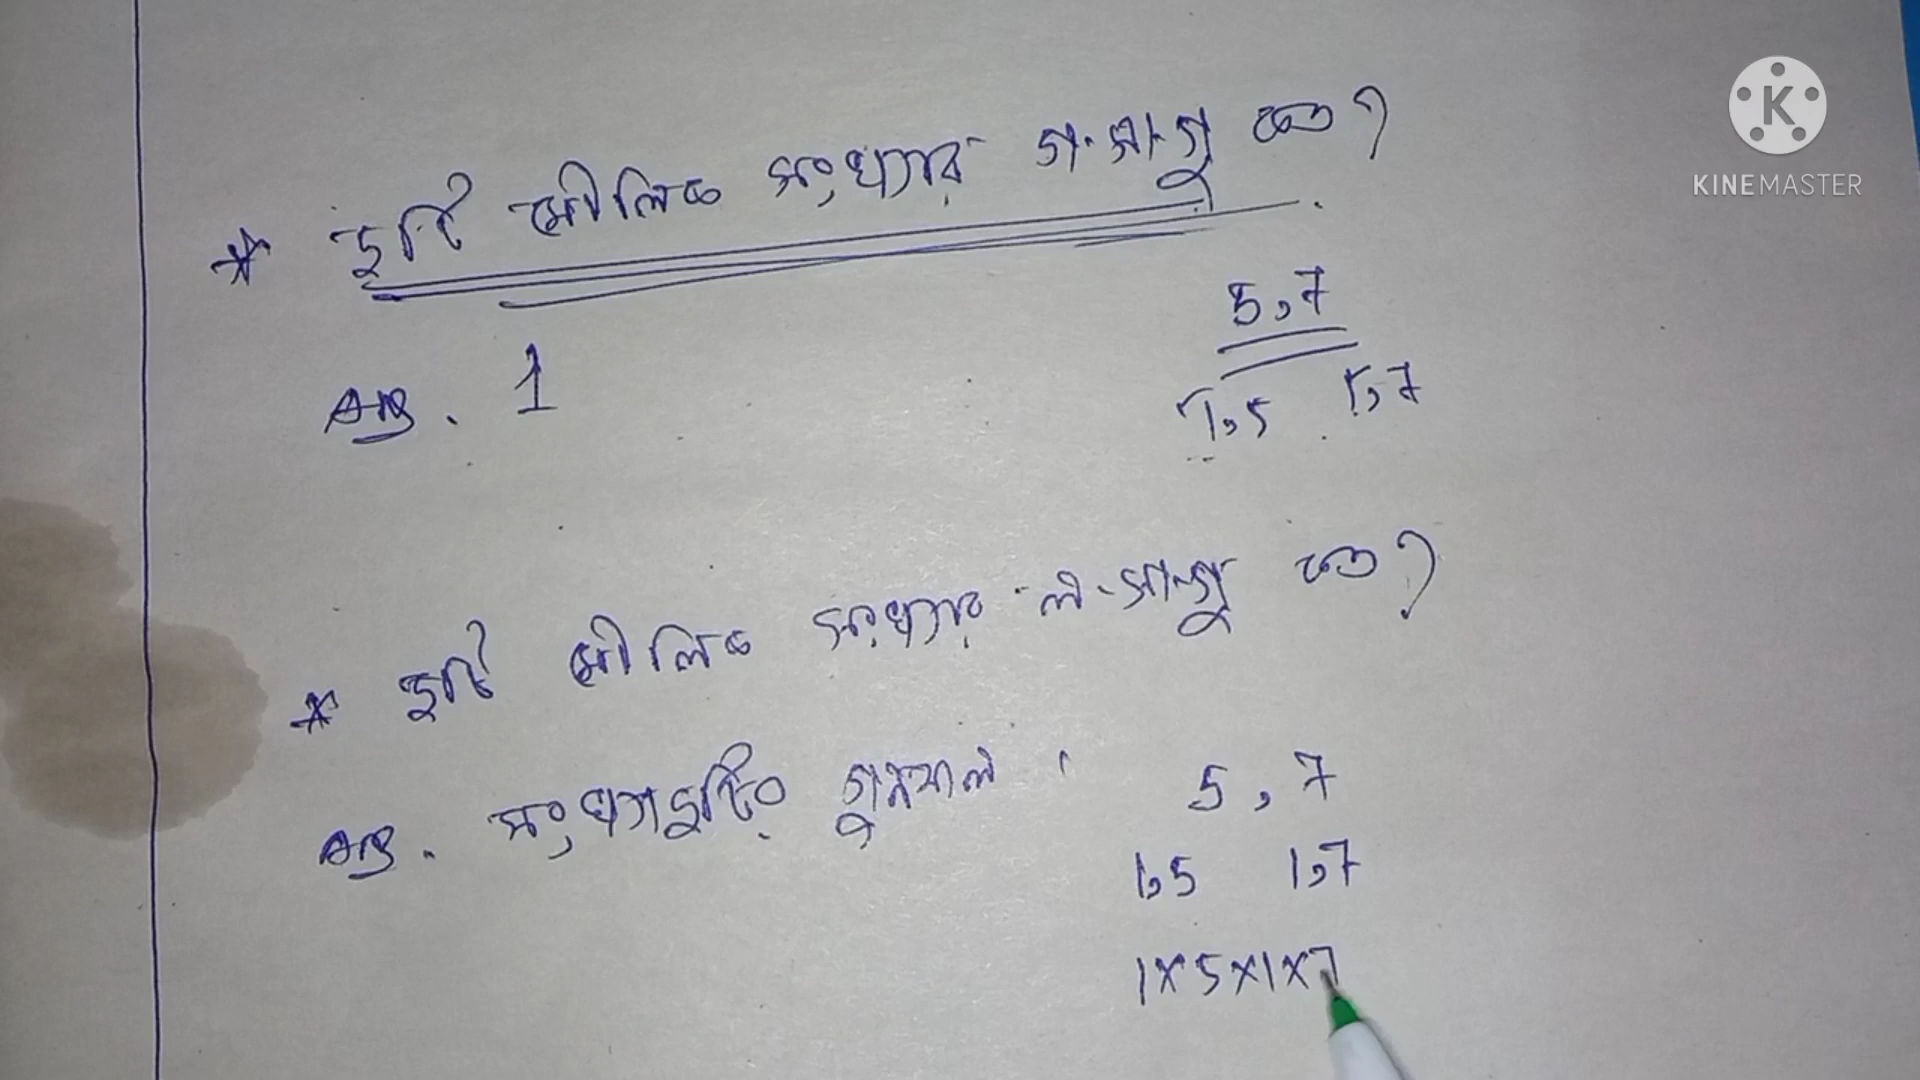 KINEMASTER
* দুটি মৌলিক সংখ্যার গ.সা.গু কত?
Ans. 1
5,7
1,5 1,7
* দুটি মৌলিক সংখ্যার ল.সা.গু কত?
Ans. সংখ্যাদুটির গুনফল ।
5, 7
1,5 1,7
1×5×1×7